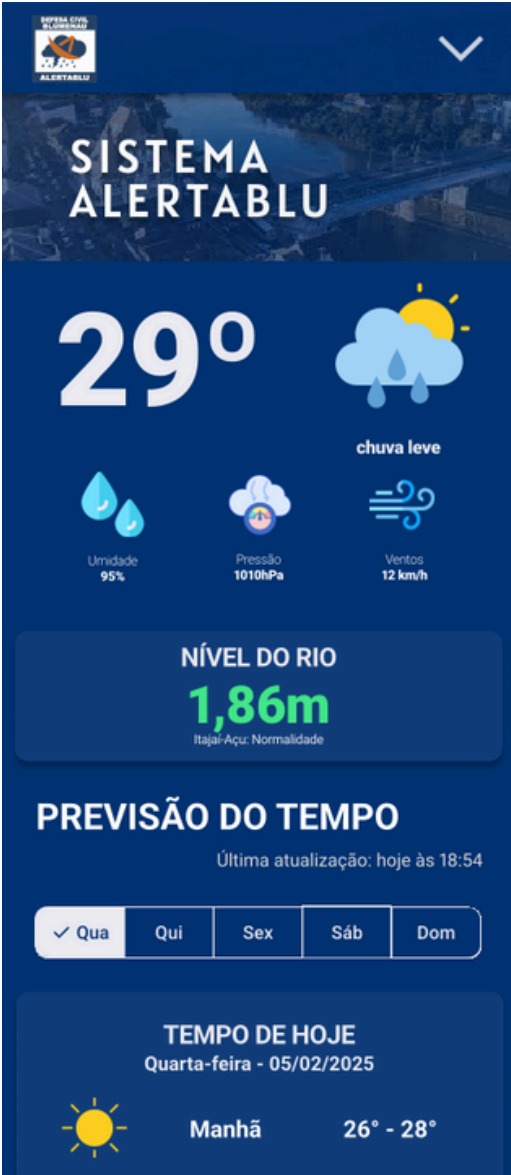 DEFESA CIVIL
BLUMENAU
ALERTABLU
SISTEMA
ALERTABLU
29º
chuva leve
Umidade
95%
Pressão
1010hPa
Ventos
12 km/h
NÍVEL DO RIO
1,86m
Itajaí-Açu: Normalidade
PREVISÃO DO TEMPO
Última atualização: hoje às 18:54
Qua Qui Sex Sáb Dom
TEMPO DE HOJE
Quarta-feira - 05/02/2025
Manhã 26° - 28°